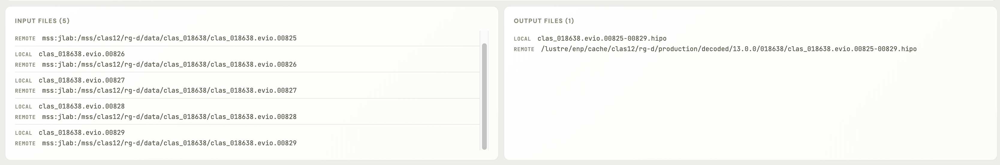 INPUT FILES (5)
REMOTE mss:jlab:/mss/clas12/rg-d/data/clas_018638/clas_018638.evio.00825
LOCAL clas_018638.evio.00826
REMOTE mss:jlab:/mss/clas12/rg-d/data/clas_018638/clas_018638.evio.00826
LOCAL clas_018638.evio.00827
REMOTE mss:jlab:/mss/clas12/rg-d/data/clas_018638/clas_018638.evio.00827
LOCAL clas_018638.evio.00828
REMOTE mss:jlab:/mss/clas12/rg-d/data/clas_018638/clas_018638.evio.00828
LOCAL clas_018638.evio.00829
REMOTE mss:jlab:/mss/clas12/rg-d/data/clas_018638/clas_018638.evio.00829
OUTPUT FILES (1)
LOCAL clas_018638.evio.00825-00829.hipo
REMOTE /lustre/enp/cache/clas12/rg-d/production/decoded/13.0.0/018638/clas_018638.evio.00825-00829.hipo